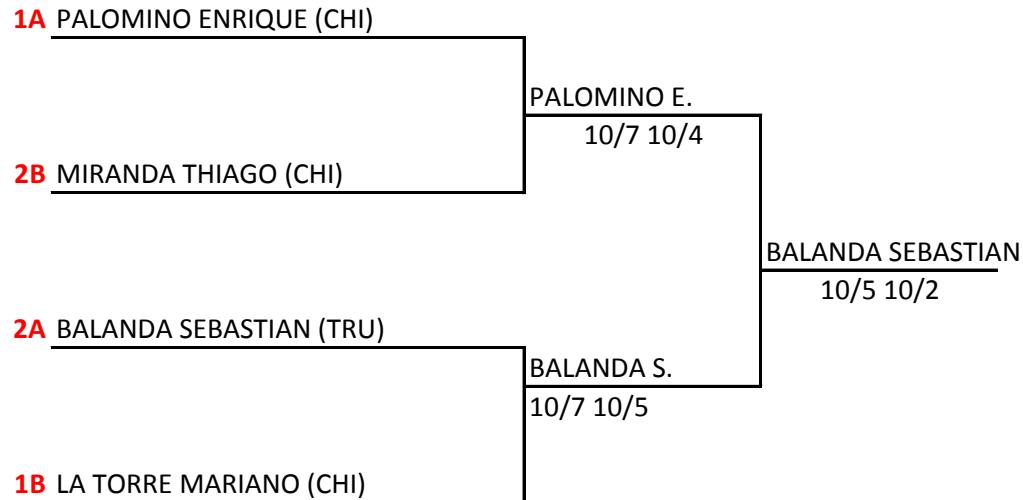 1A PALOMINO ENRIQUE (CHI)
PALOMINO E.
10/7 10/4
2B MIRANDA THIAGO (CHI)
BALANDA SEBASTIAN
10/5 10/2
2A BALANDA SEBASTIAN (TRU)
BALANDA S.
10/7 10/5
1B LA TORRE MARIANO (CHI)